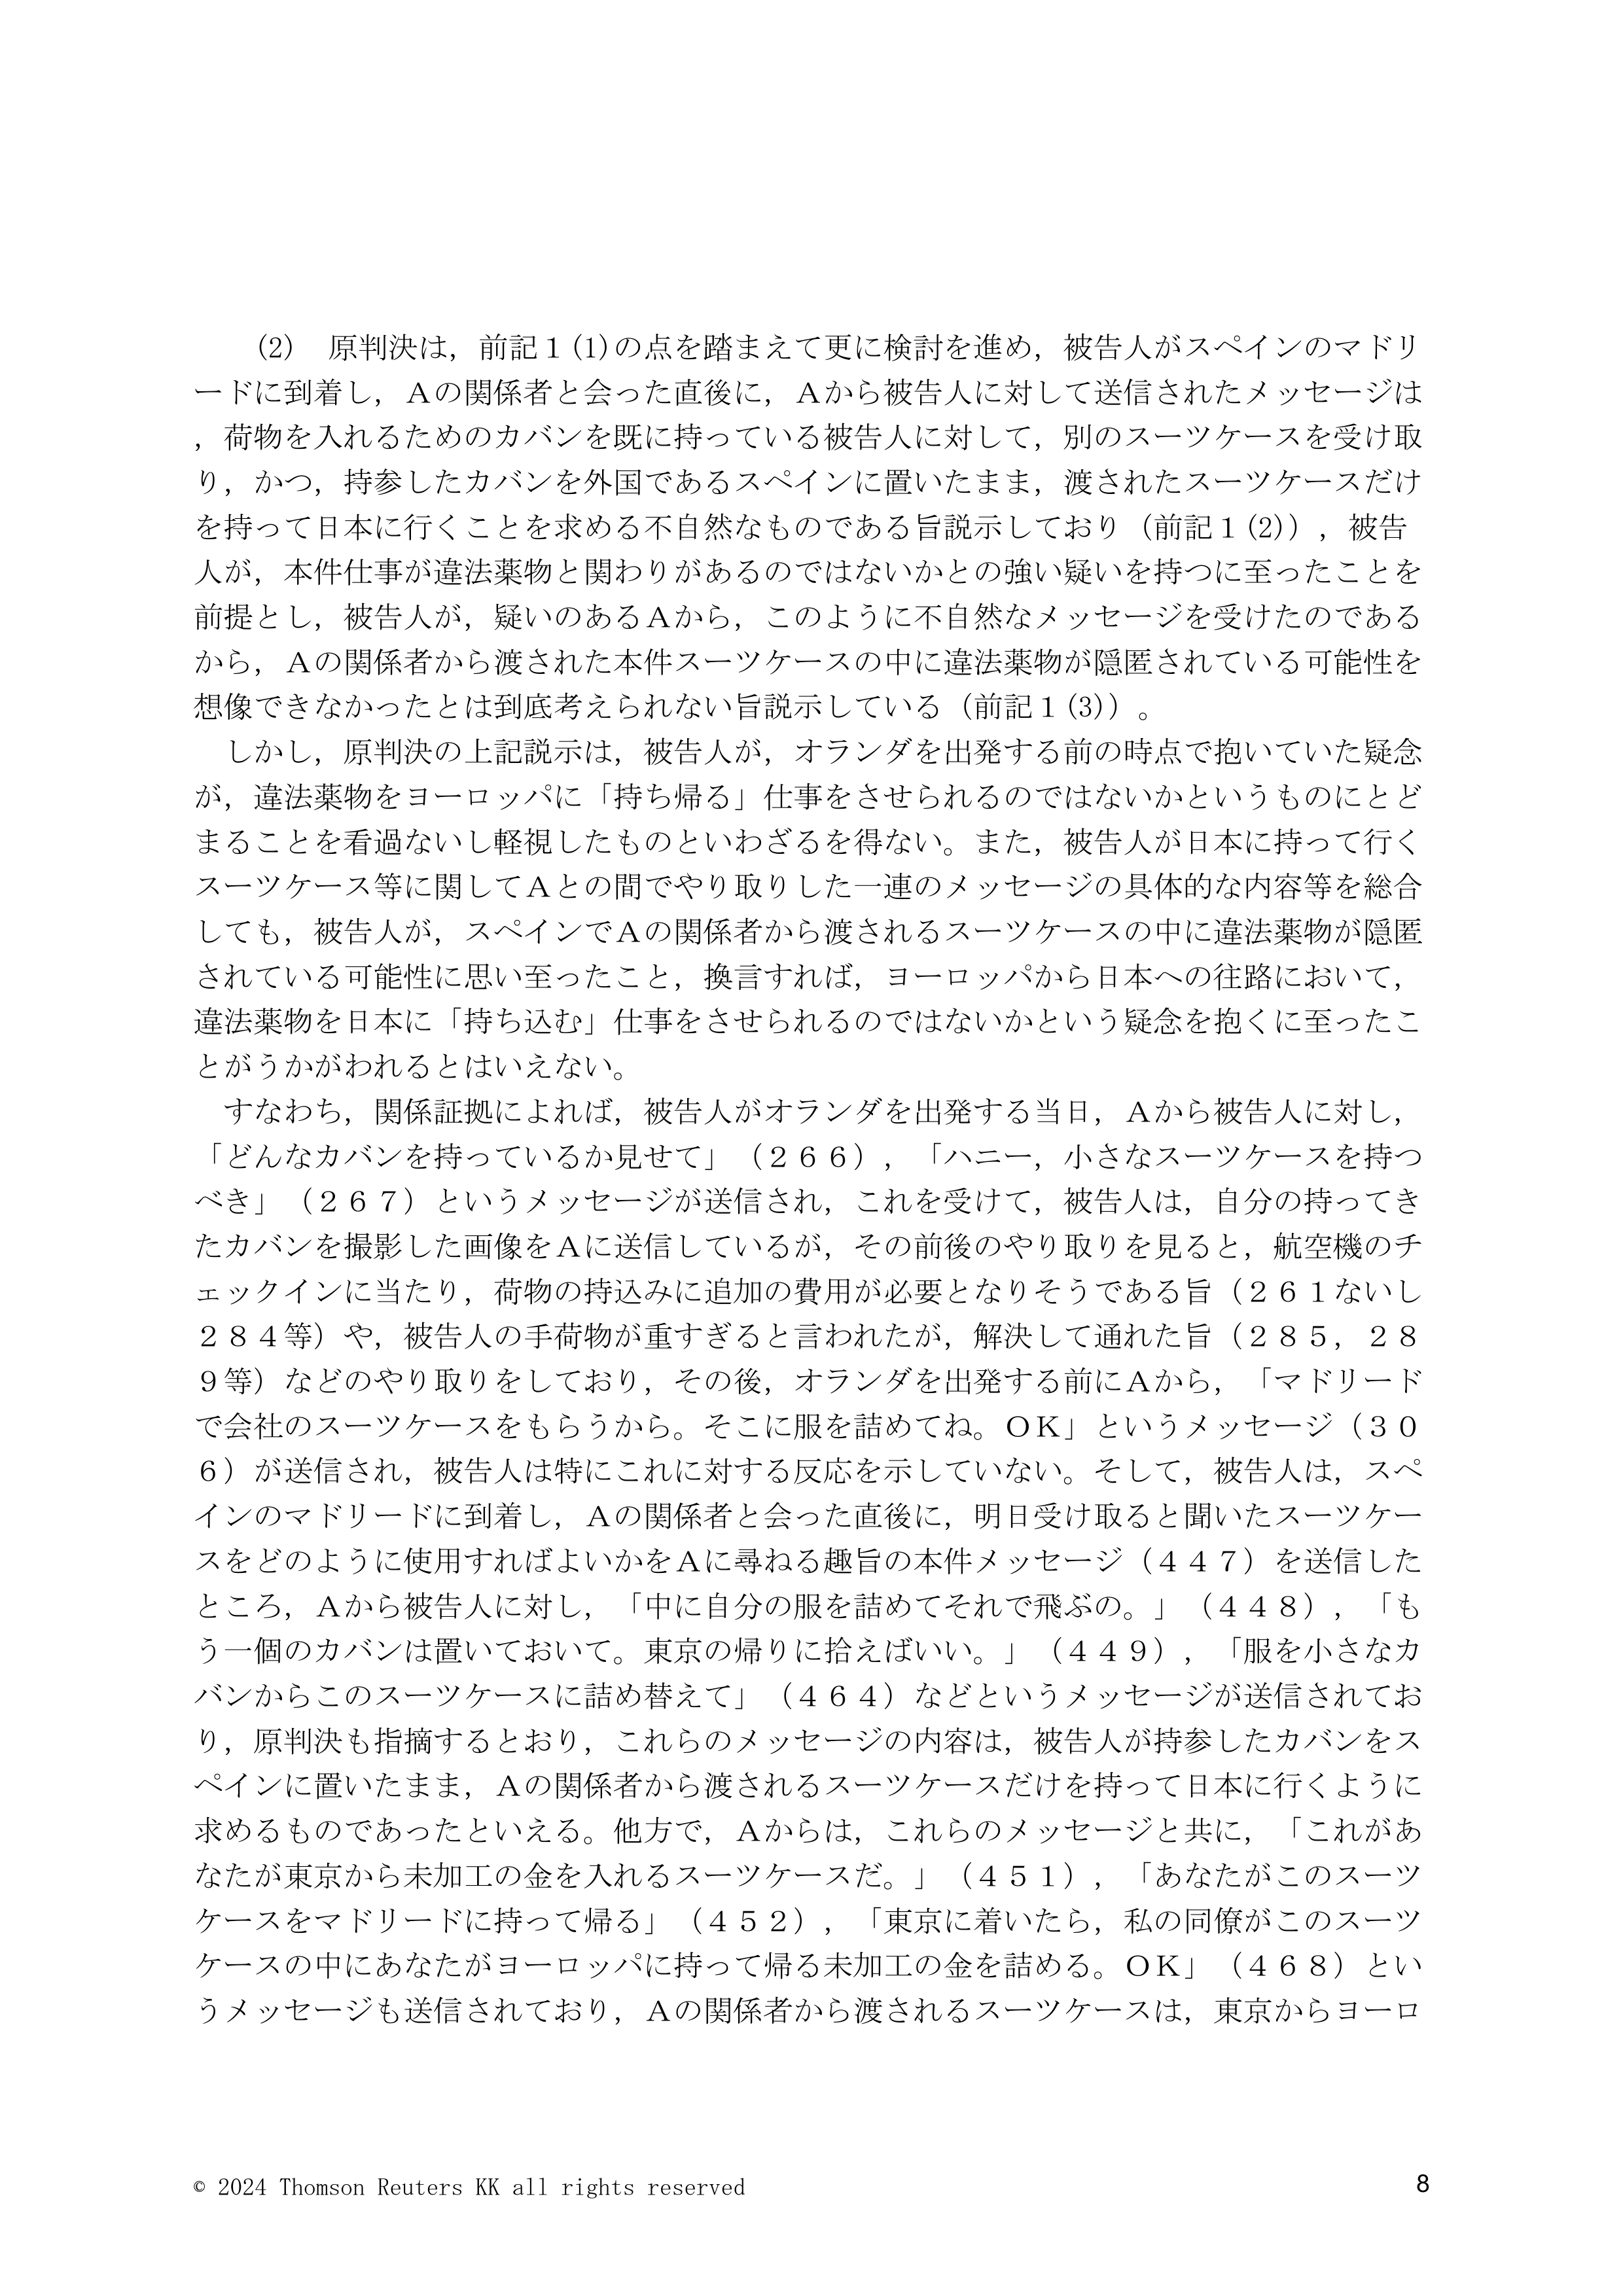 (2)　原判決は，前記１(1)の点を踏まえて更に検討を進め，被告人がスペインのマドリ
ードに到着し，Ａの関係者と会った直後に，Ａから被告人に対して送信されたメッセージは
，荷物を入れるためのカバンを既に持っている被告人に対して，別のスーツケースを受け取
り，かつ，持参したカバンを外国であるスペインに置いたまま，渡されたスーツケースだけ
を持って日本に行くことを求める不自然なものである旨説示しており（前記１(2)），被告
人が，本件仕事が違法薬物と関わりがあるのではないかとの強い疑いを持つに至ったことを
前提とし，被告人が，疑いのあるＡから，このように不自然なメッセージを受けたのである
から，Ａの関係者から渡された本件スーツケースの中に違法薬物が隠匿されている可能性を
想像できなかったとは到底考えられない旨説示している（前記１(3)）。
しかし，原判決の上記説示は，被告人が，オランダを出発する前の時点で抱いていた疑念
が，違法薬物をヨーロッパに「持ち帰る」仕事をさせられるのではないかというものにとど
まることを看過ないし軽視したものといわざるを得ない。また，被告人が日本に持って行く
スーツケース等に関してＡとの間でやり取りした一連のメッセージの具体的な内容等を総合
しても，被告人が，スペインでＡの関係者から渡されるスーツケースの中に違法薬物が隠匿
されている可能性に思い至ったこと，換言すれば，ヨーロッパから日本への往路において，
違法薬物を日本に「持ち込む」仕事をさせられるのではないかという疑念を抱くに至ったこ
とがうかがわれるとはいえない。
すなわち，関係証拠によれば，被告人がオランダを出発する当日，Ａから被告人に対し，
「どんなカバンを持っているか見せて」（２６６），「ハニー，小さなスーツケースを持つ
べき」（２６７）というメッセージが送信され，これを受けて，被告人は，自分の持ってき
たカバンを撮影した画像をＡに送信しているが，その前後のやり取りを見ると，航空機のチ
ェックインに当たり，荷物の持込みに追加の費用が必要となりそうである旨（２６１ないし
２８４等）や，被告人の手荷物が重すぎると言われたが，解決して通れた旨（２８５，２８
９等）などのやり取りをしており，その後，オランダを出発する前にＡから，「マドリード
で会社のスーツケースをもらうから。そこに服を詰めてね。ＯＫ」というメッセージ（３０
６）が送信され，被告人は特にこれに対する反応を示していない。そして，被告人は，スペ
インのマドリードに到着し，Ａの関係者と会った直後に，明日受け取ると聞いたスーツケー
スをどのように使用すればよいかをＡに尋ねる趣旨の本件メッセージ（４４７）を送信した
ところ，Ａから被告人に対し，「中に自分の服を詰めてそれで飛ぶの。」（４４８），「も
う一個のカバンは置いておいて。東京の帰りに拾えばいい。」（４４９），「服を小さなカ
バンからこのスーツケースに詰め替えて」（４６４）などというメッセージが送信されてお
り，原判決も指摘するとおり，これらのメッセージの内容は，被告人が持参したカバンをス
ペインに置いたまま，Ａの関係者から渡されるスーツケースだけを持って日本に行くように
求めるものであったといえる。他方で，Ａからは，これらのメッセージと共に，「これがあ
なたが東京から未加工の金を入れるスーツケースだ。」（４５１），「あなたがこのスーツ
ケースをマドリードに持って帰る」（４５２），「東京に着いたら，私の同僚がこのスーツ
ケースの中にあなたがヨーロッパに持って帰る未加工の金を詰める。ＯＫ」（４６８）とい
うメッセージも送信されており，Ａの関係者から渡されるスーツケースは，東京からヨーロ
© 2024 Thomson Reuters KK all rights reserved
8